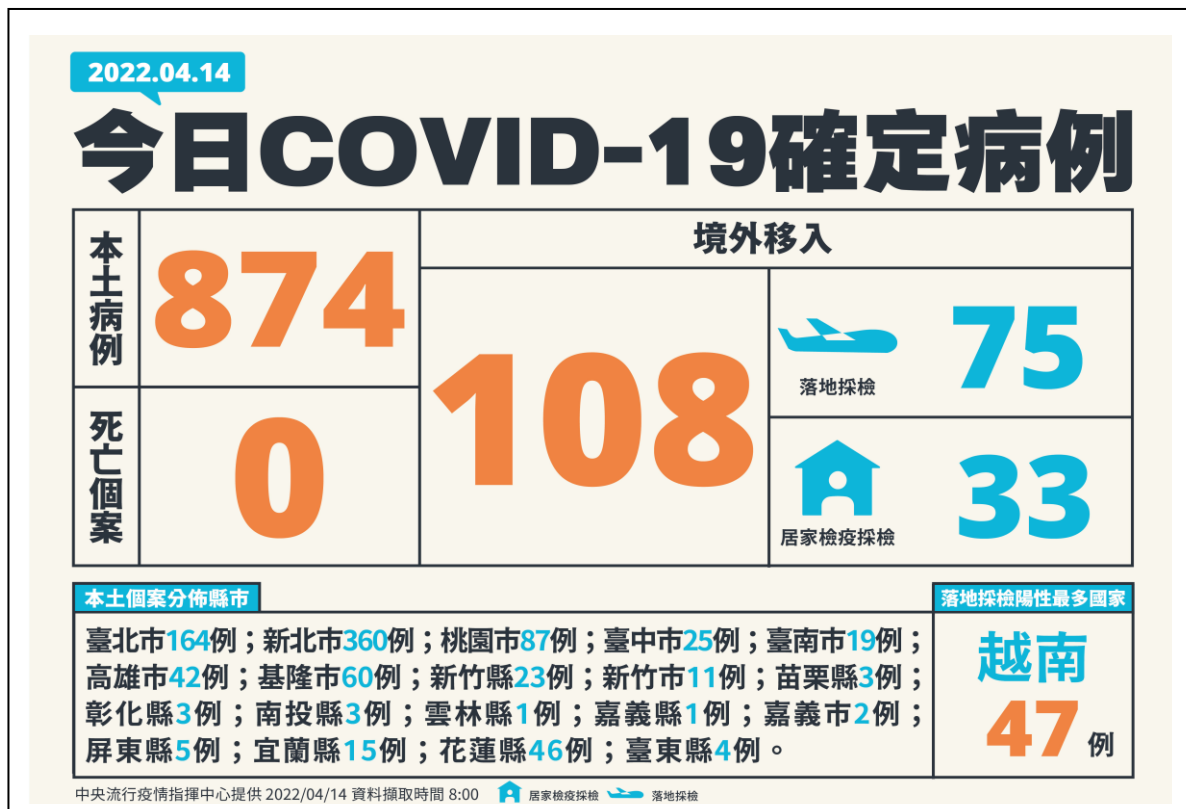 2022.04.14
今日COVID-19確定病例
本土病例
874
死亡個案
0
境外移入
108
落地採檢
75
居家檢疫採檢
33
本土個案分佈縣市
臺北市164例；新北市360例；桃園市87例；臺中市25例；臺南市19例；
高雄市42例；基隆市60例；新竹縣23例；新竹市11例；苗栗縣3例；
彰化縣3例；南投縣3例；雲林縣1例；嘉義縣1例；嘉義市2例；
屏東縣5例；宜蘭縣15例；花蓮縣46例；臺東縣4例。
落地採檢陽性最多國家
越南
47例
中央流行疫情指揮中心提供 2022/04/14 資料擷取時間 8:00 居家檢疫採檢 落地採檢